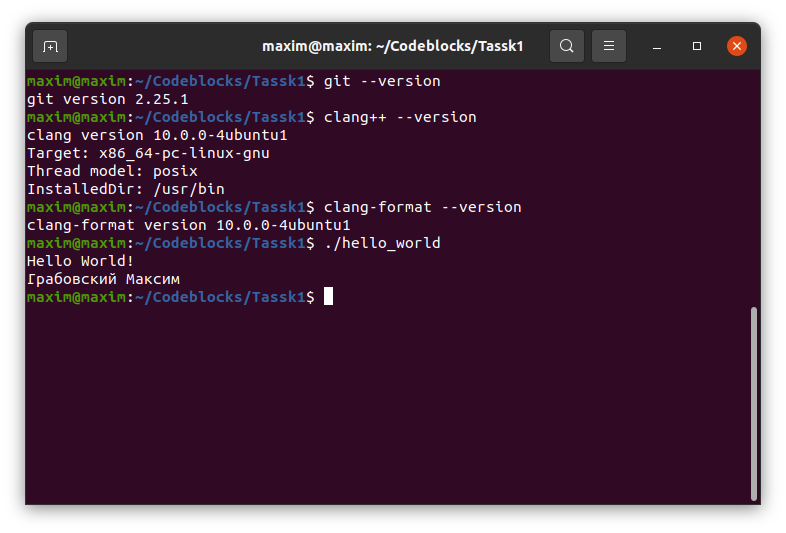 maxim@maxim: ~/Codeblocks/Tassk1
maxim@maxim:~/Codeblocks/Tassk1$ git --version
git version 2.25.1
maxim@maxim:~/Codeblocks/Tassk1$ clang++ --version
clang version 10.0.0-4ubuntu1
Target: x86_64-pc-linux-gnu
Thread model: posix
InstalledDir: /usr/bin
maxim@maxim:~/Codeblocks/Tassk1$ clang-format --version
clang-format version 10.0.0-4ubuntu1
maxim@maxim:~/Codeblocks/Tassk1$ ./hello_world
Hello World!
Грабовский Максим
maxim@maxim:~/Codeblocks/Tassk1$